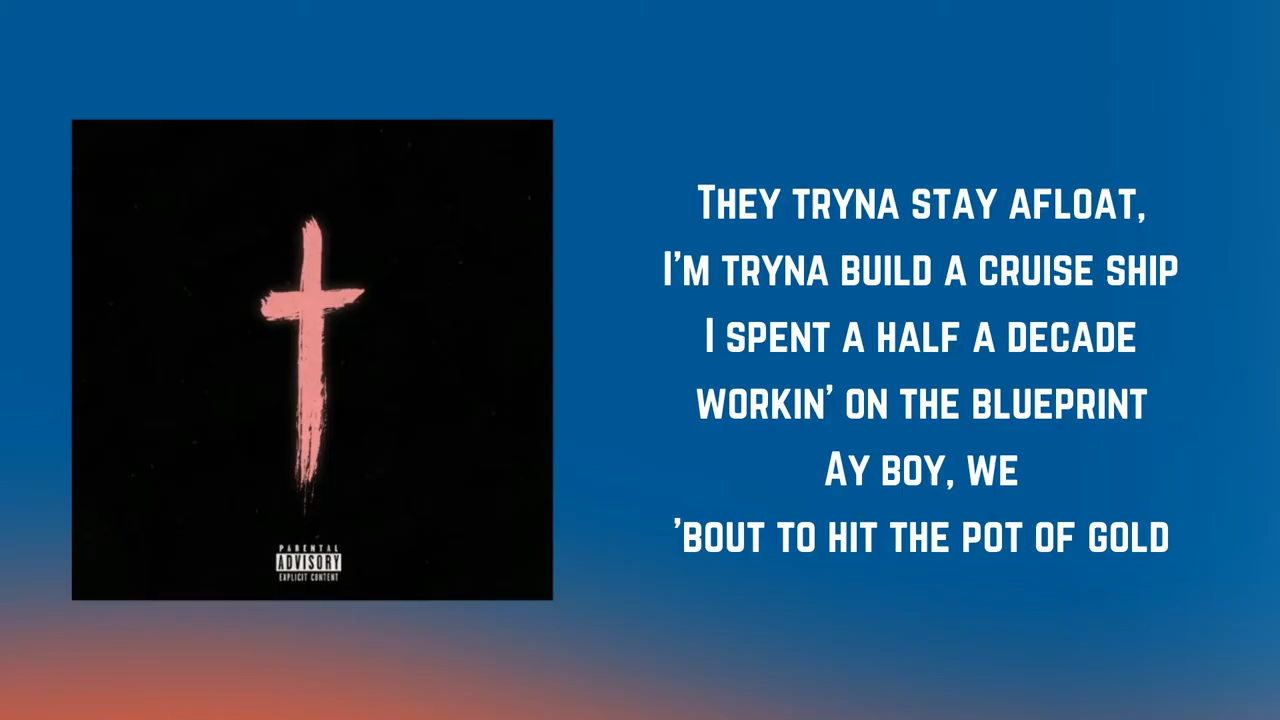 They tryna stay afloat,
I'm tryna build a cruise ship
I spent a half a decade
workin' on the blueprint
Ay boy, we
'bout to hit the pot of gold
PARENTAL
ADVISORY
EXPLICIT CONTENT